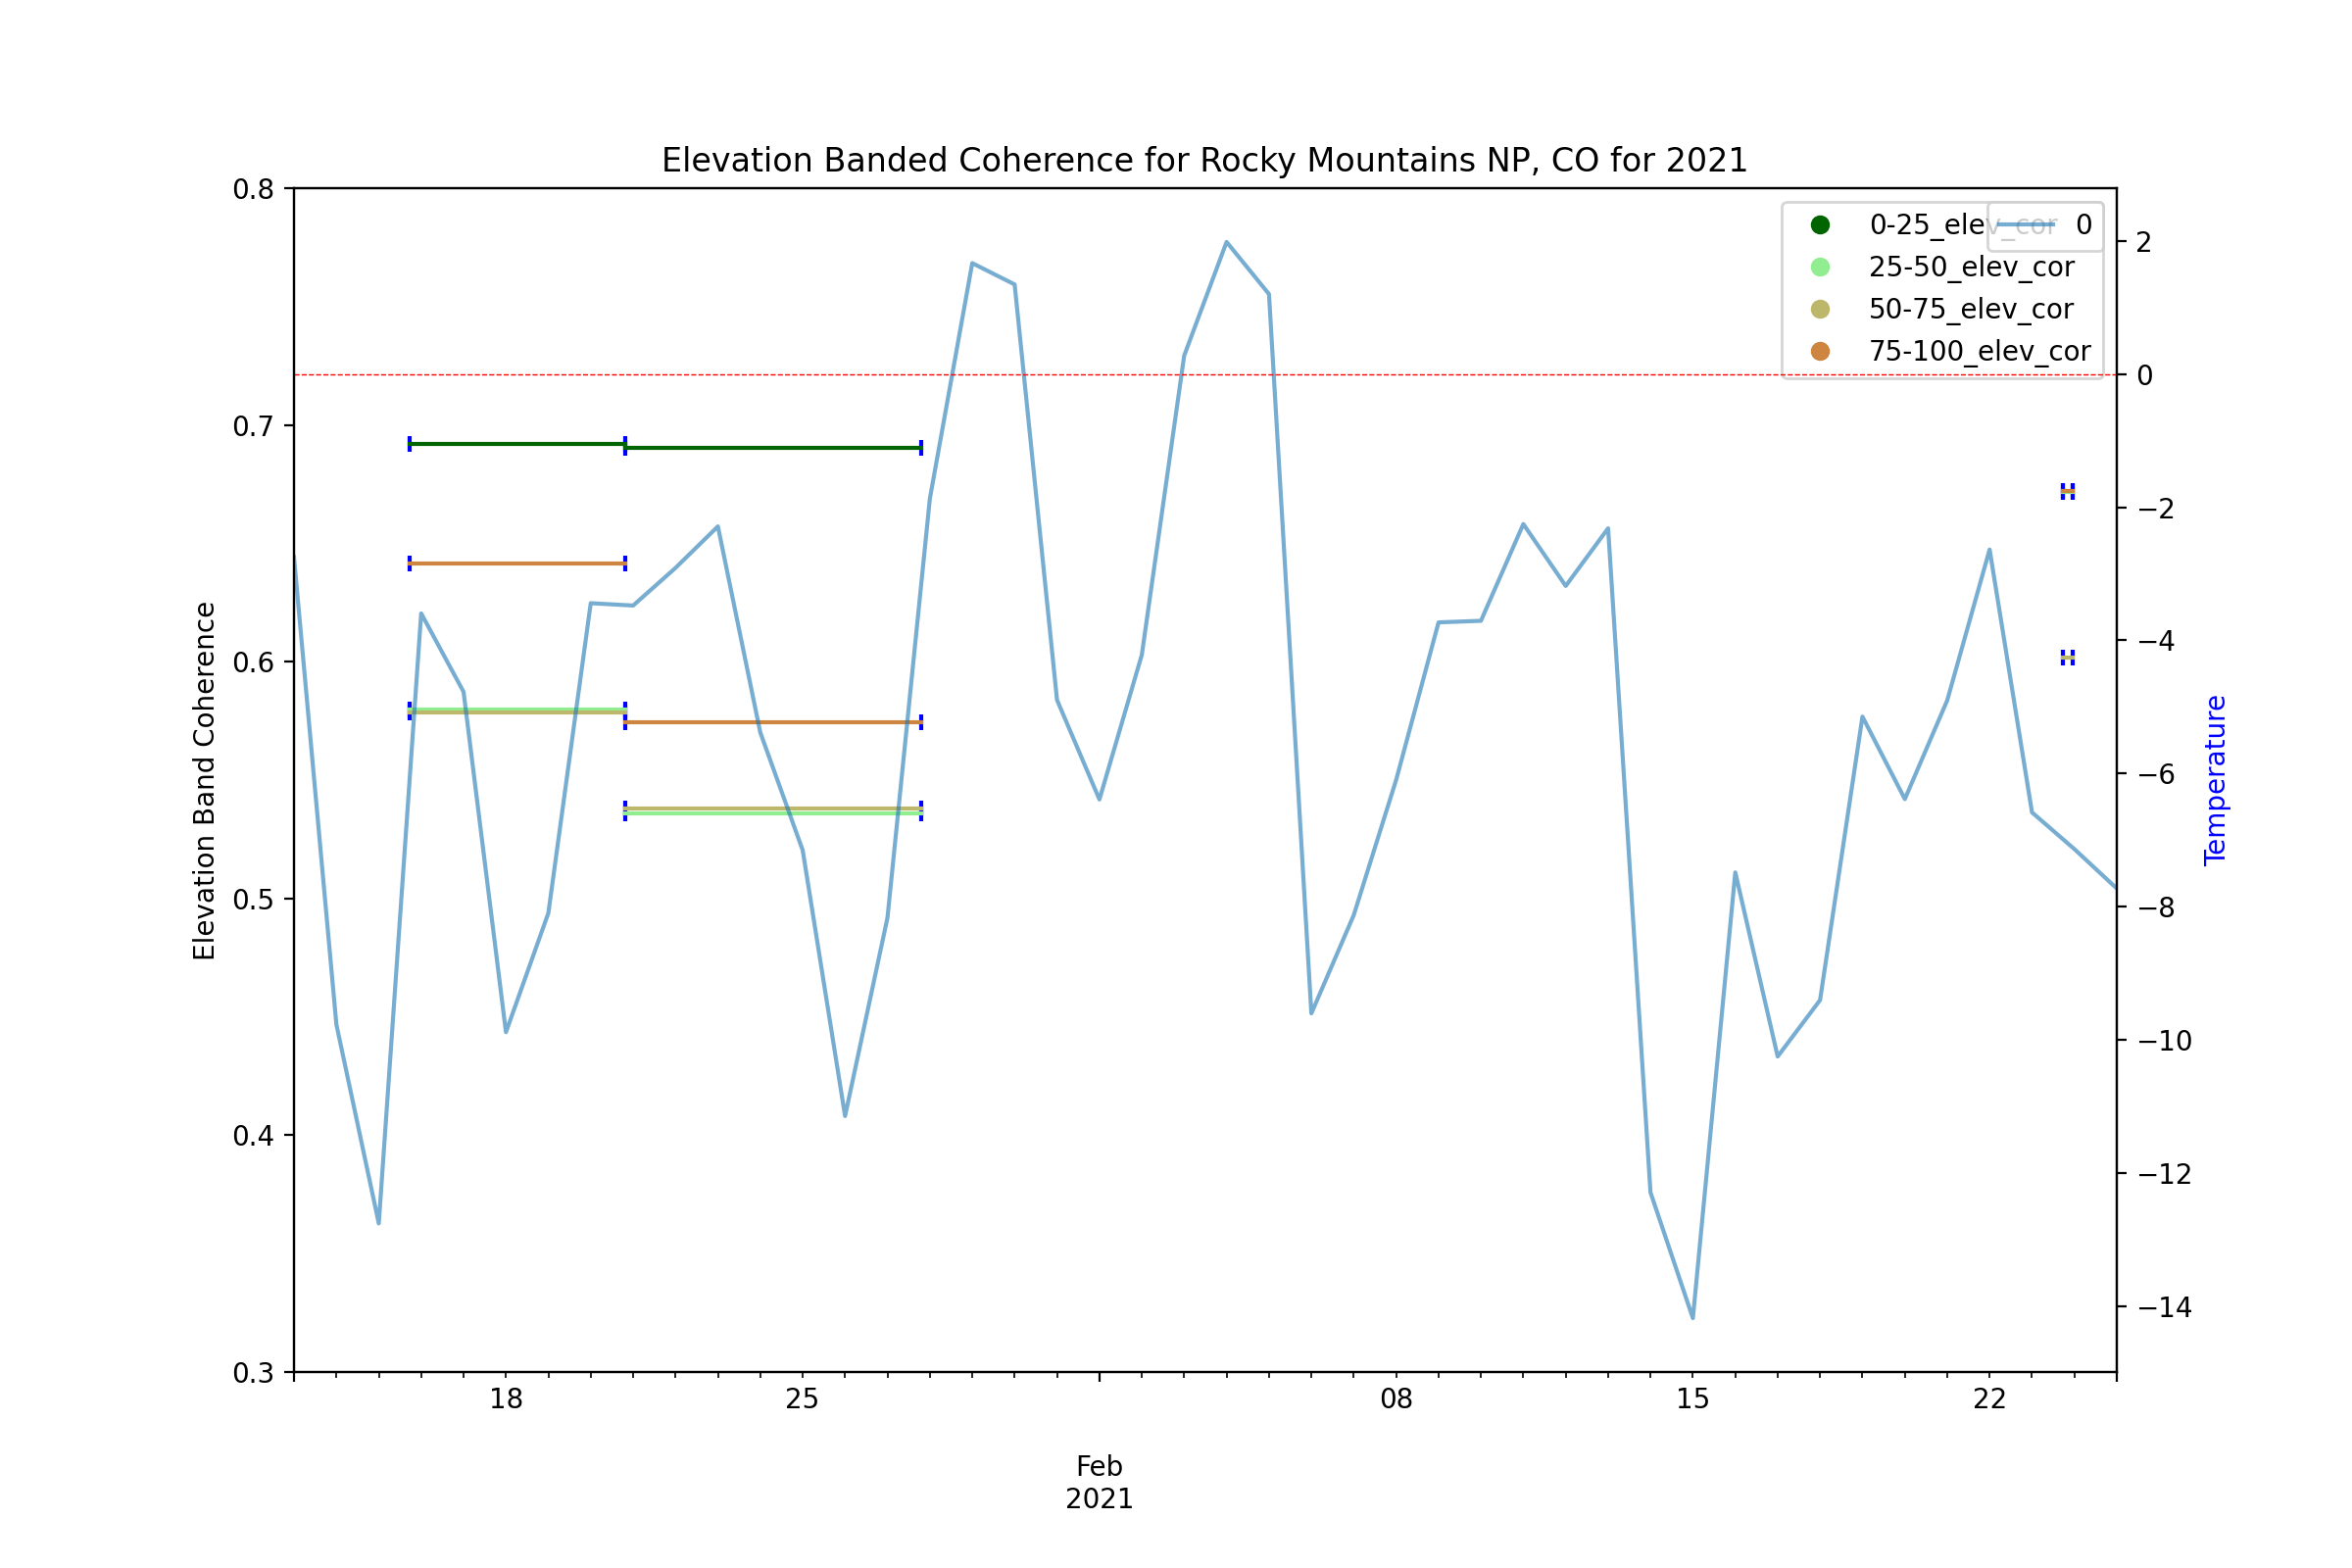 Elevation Banded Coherence for Rocky Mountains NP, CO for 2021
0.8
0.7
0.6
0.5
0.4
0.3
Elevation Band Coherence
0-25_elev_cor
25-50_elev_cor
50-75_elev_cor
75-100_elev_cor
0
2
0
−2
−4
−6
−8
−10
−12
−14
Temperature
18
25
08
15
22
Feb
2021